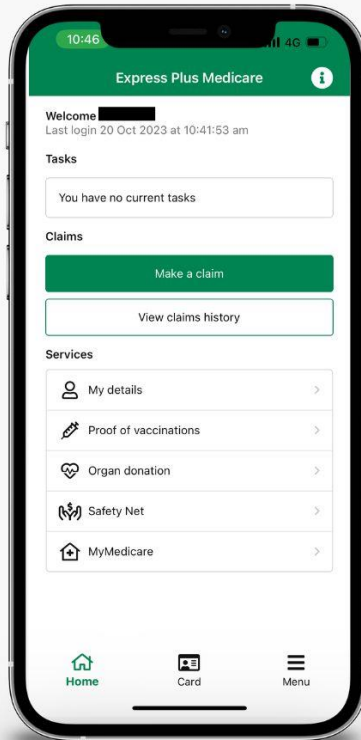 10:46
4G
Express Plus Medicare
i
Welcome
Last login 20 Oct 2023 at 10:41:53 am
Tasks
You have no current tasks
Claims
Make a claim
View claims history
Services
My details
Proof of vaccinations
Organ donation
Safety Net
MyMedicare
Home
Card
Menu